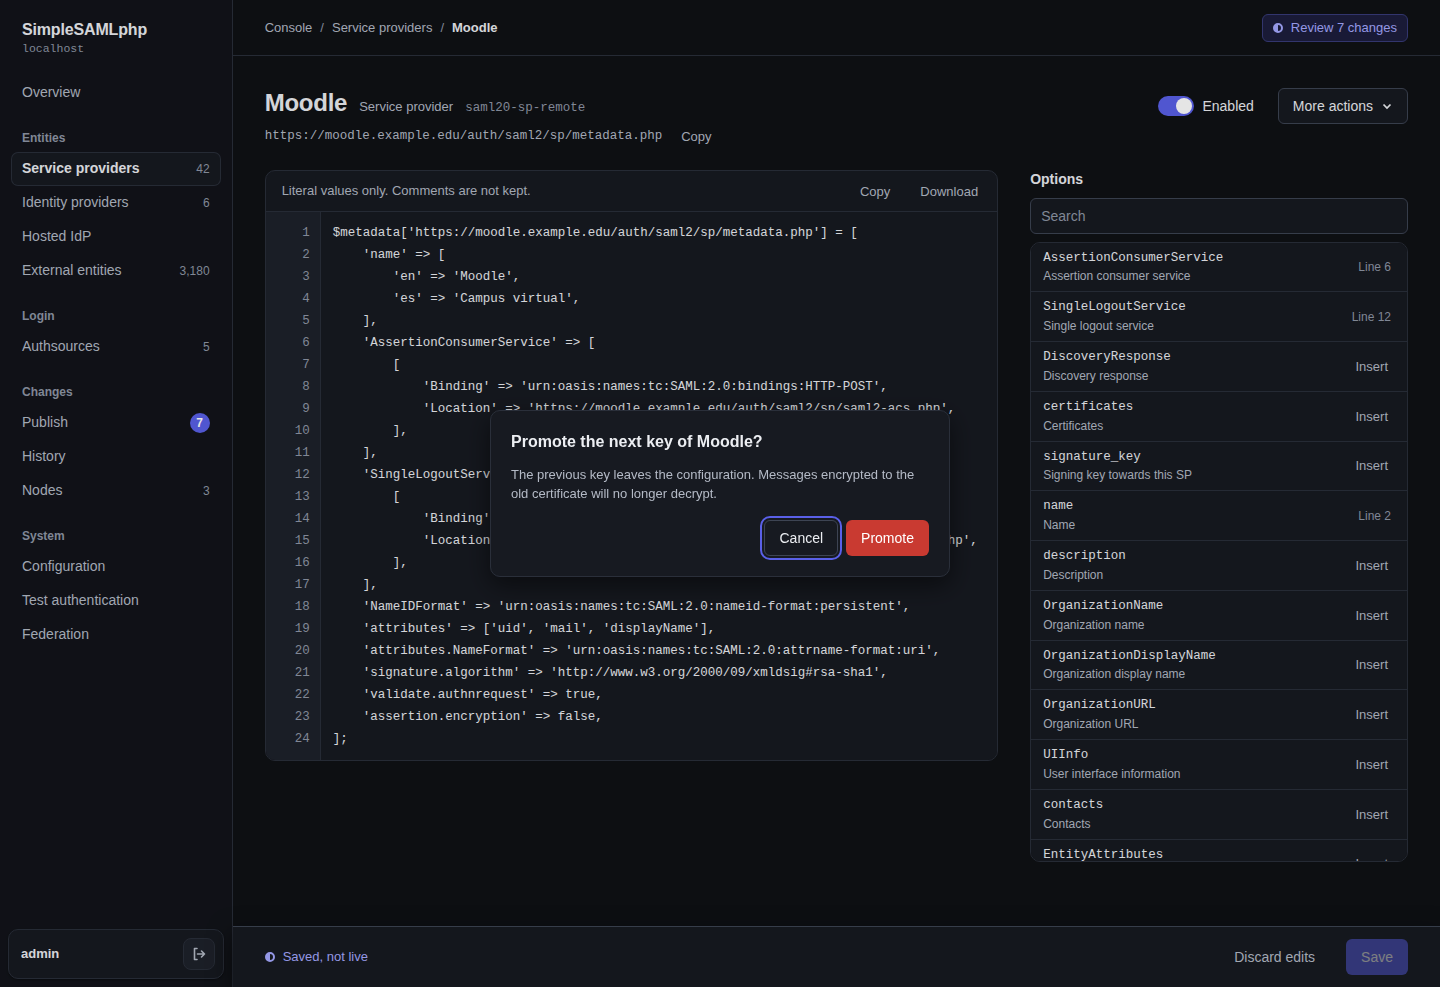 SimpleSAMLphp
localhost
Overview
Entities
Service providers 42
Identity providers 6
Hosted IdP
External entities 3,180
Login
Authsources 5
Changes
Publish 7
History
Nodes 3
System
Configuration
Test authentication
Federation
admin
Console / Service providers / Moodle
Review 7 changes
Moodle Service provider saml20-sp-remote
https://moodle.example.edu/auth/saml2/sp/metadata.php Copy
Enabled
More actions
Literal values only. Comments are not kept. Copy Download
1 $metadata['https://moodle.example.edu/auth/saml2/sp/metadata.php'] = [
2 'name' => [
3 'en' => 'Moodle',
4 'es' => 'Campus virtual',
5 ],
6 'AssertionConsumerService' => [
7 [
8 'Binding' => 'urn:oasis:names:tc:SAML:2.0:bindings:HTTP-POST',
9 'Location' => 'https://moodle.example.edu/auth/saml2/sp/saml2-acs.php',
10 ],
11 ],
12 'SingleLogoutServ
13 [
14 'Binding'
15 'Location hp',
16 ],
17 ],
18 'NameIDFormat' => 'urn:oasis:names:tc:SAML:2.0:nameid-format:persistent',
19 'attributes' => ['uid', 'mail', 'displayName'],
20 'attributes.NameFormat' => 'urn:oasis:names:tc:SAML:2.0:attrname-format:uri',
21 'signature.algorithm' => 'http://www.w3.org/2000/09/xmldsig#rsa-sha1',
22 'validate.authnrequest' => true,
23 'assertion.encryption' => false,
24 ];
Promote the next key of Moodle?
The previous key leaves the configuration. Messages encrypted to the
old certificate will no longer decrypt.
Cancel Promote
Options
Search
AssertionConsumerService
Assertion consumer service
Line 6
SingleLogoutService
Single logout service
Line 12
DiscoveryResponse
Discovery response
Insert
certificates
Certificates
Insert
signature_key
Signing key towards this SP
Insert
name
Name
Line 2
description
Description
Insert
OrganizationName
Organization name
Insert
OrganizationDisplayName
Organization display name
Insert
OrganizationURL
Organization URL
Insert
UIInfo
User interface information
Insert
contacts
Contacts
Insert
EntityAttributes
Saved, not live
Discard edits Save